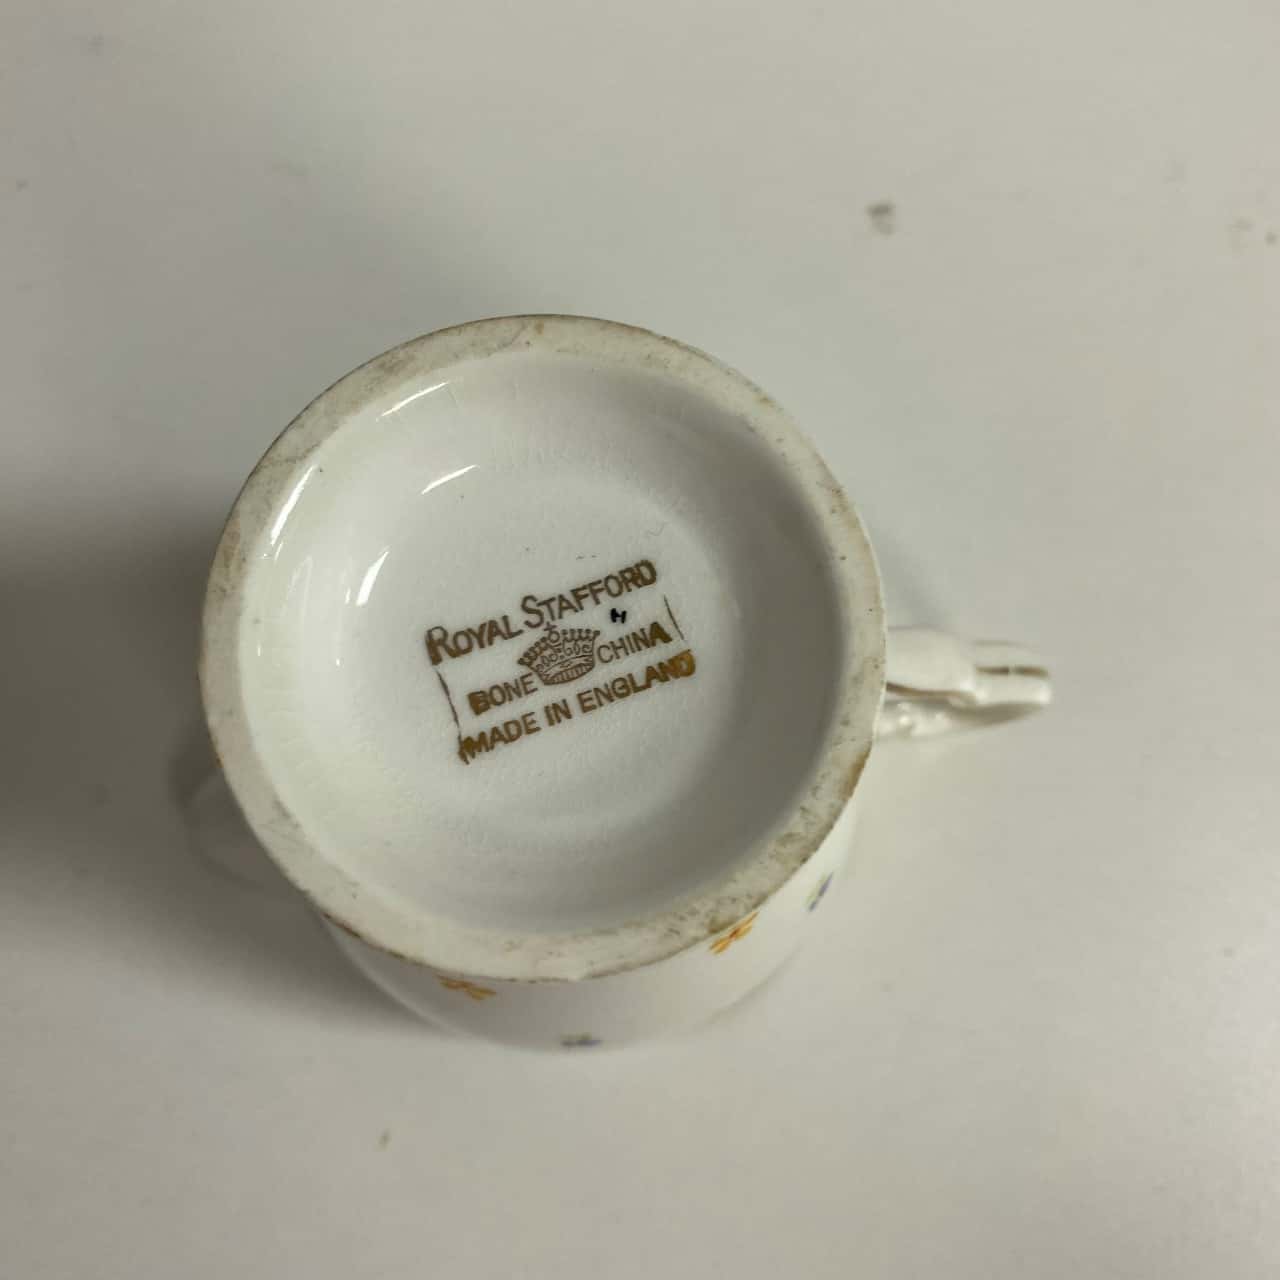 ROYAL STAFFORD
H
BONE CHINA
MADE IN ENGLAND